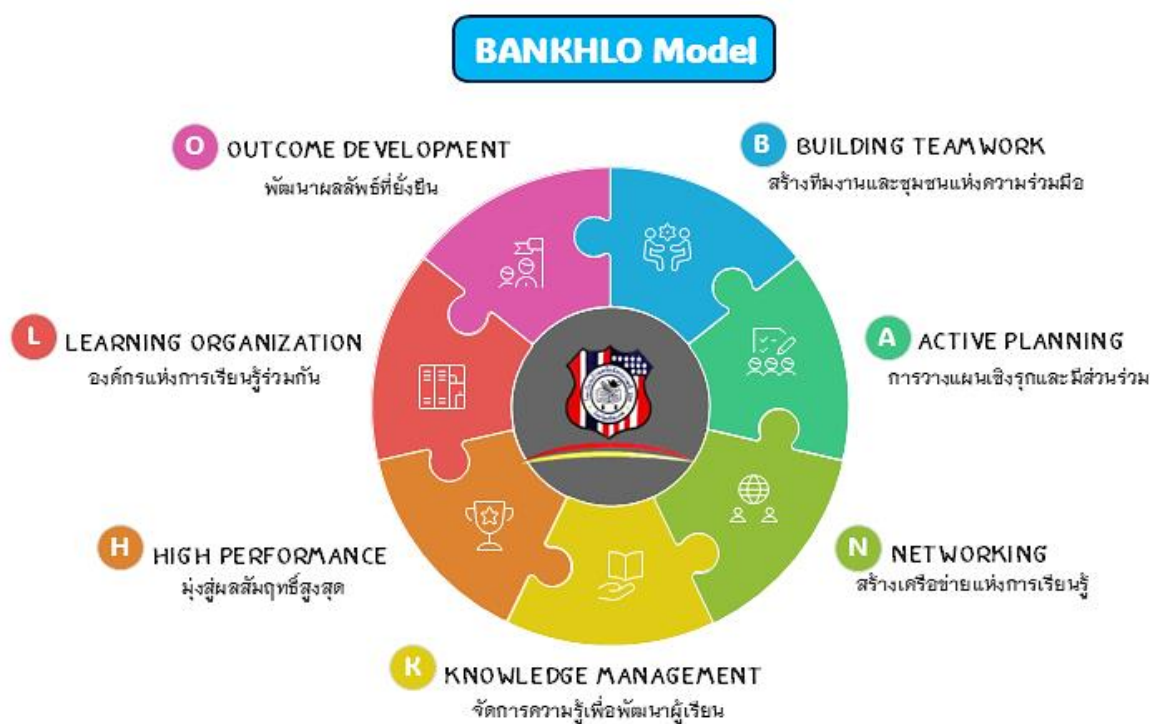 BANKHLO Model
B BUILDING TEAMWORK
สร้างทีมงานและชุมชนแห่งความร่วมมือ
A ACTIVE PLANNING
การวางแผนเชิงรุกและมีส่วนร่วม
N NETWORKING
สร้างเครือข่ายแห่งการเรียนรู้
K KNOWLEDGE MANAGEMENT
จัดการความรู้เพื่อพัฒนาผู้เรียน
H HIGH PERFORMANCE
มุ่งสู่ผลสัมฤทธิ์สูงสุด
L LEARNING ORGANIZATION
องค์กรแห่งการเรียนรู้ร่วมกัน
O OUTCOME DEVELOPMENT
พัฒนาผลลัพธ์ที่ยั่งยืน